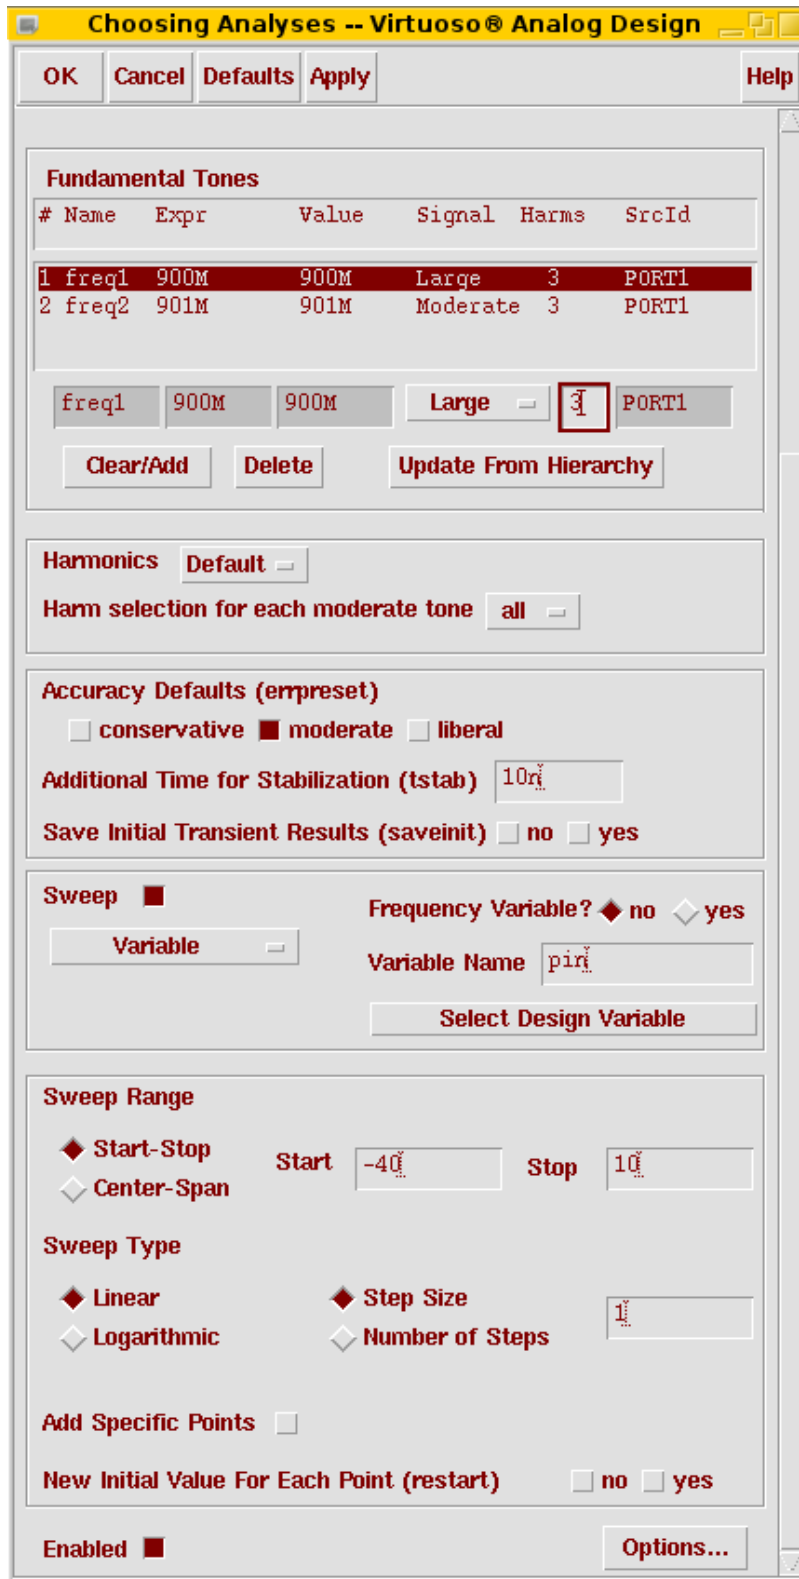 Choosing Analyses -- Virtuoso® Analog Design
OK Cancel Defaults Apply Help
Fundamental Tones
# Name Expr Value Signal Harms SrcId
1 freq1 900M 900M Large 3 PORT1
2 freq2 901M 901M Moderate 3 PORT1
freq1 900M 900M Large 3 PORT1
Clear/Add Delete Update From Hierarchy
Harmonics Default
Harm selection for each moderate tone all
Accuracy Defaults (errpreset)
conservative moderate liberal
Additional Time for Stabilization (tstab) 10n
Save Initial Transient Results (saveinit) no yes
Sweep Frequency Variable? no yes
Variable Variable Name pin
Select Design Variable
Sweep Range
Start-Stop Start -40 Stop 10
Center-Span
Sweep Type
Linear Step Size 1
Logarithmic Number of Steps
Add Specific Points
New Initial Value For Each Point (restart) no yes
Enabled Options...